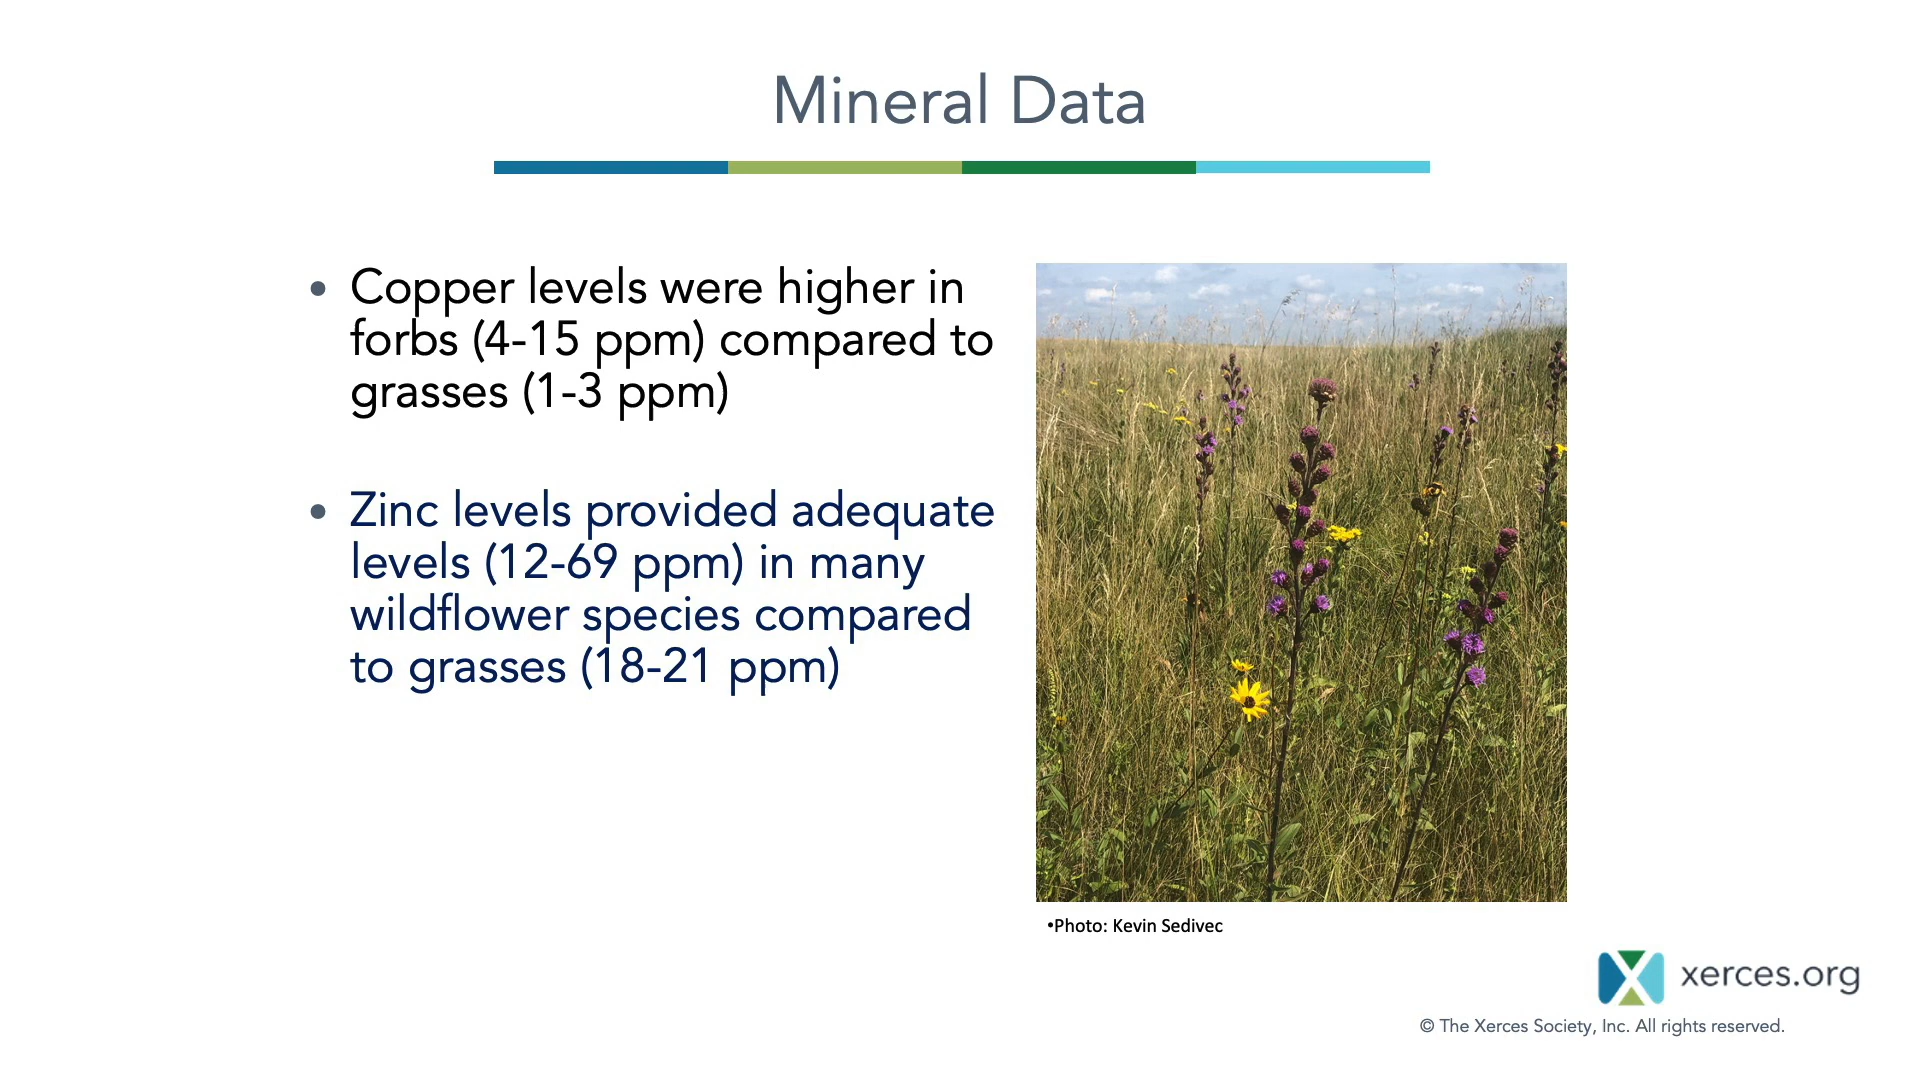 Mineral Data
• Copper levels were higher in
forbs (4-15 ppm) compared to
grasses (1-3 ppm)
• Zinc levels provided adequate
levels (12-69 ppm) in many
wildflower species compared
to grasses (18-21 ppm)
•Photo: Kevin Sedivec
xerces.org
© The Xerces Society, Inc. All rights reserved.